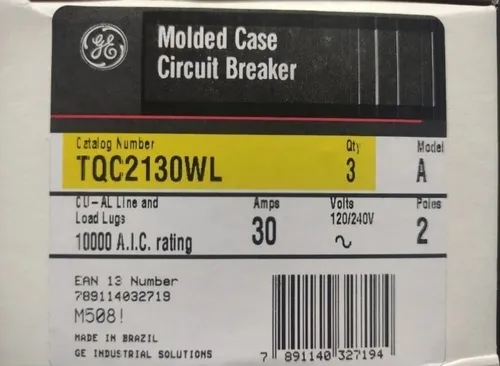 GE
Molded Case
Circuit Breaker
Catalog Number Qty Model
TQC2130WL 3 A
CU-AL Line and Amps Volts Poles
Load Lugs 120/240V
10000 A.I.C. rating 30 2
EAN 13 Number
789114032719
M508!
MADE IN BRAZIL
GE INDUSTRIAL SOLUTIONS
7 891140 327194